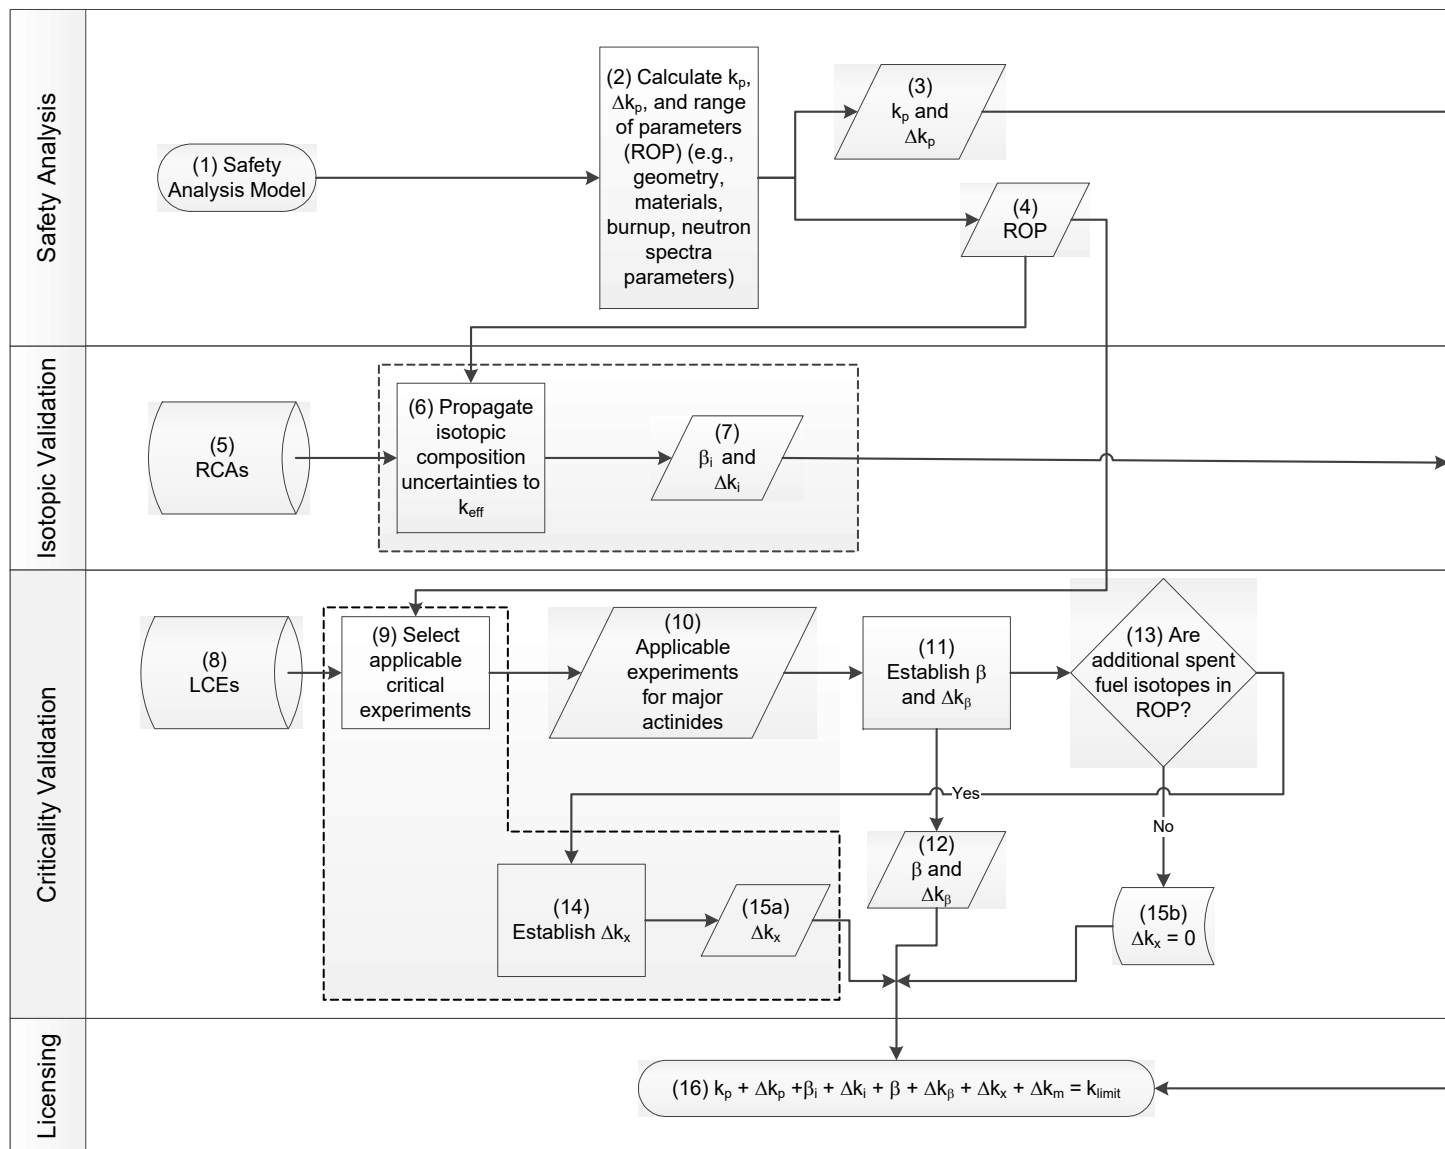 Safety Analysis
(1) Safety
Analysis Model
(2) Calculate kp,
Δkp, and range
of parameters
(ROP) (e.g.,
geometry,
materials,
burnup, neutron
spectra
parameters)
(3)
kp and
Δkp
(4)
ROP
Isotopic Validation
(5)
RCAs
(6) Propagate
isotopic
composition
uncertainties to
keff
(7)
βi and
Δki
Criticality Validation
(8)
LCEs
(9) Select
applicable
critical
experiments
(10)
Applicable
experiments
for major
actinides
(11)
Establish β
and Δkβ
(13) Are
additional spent
fuel isotopes in
ROP?
Yes
No
(12)
β and
Δkβ
(14)
Establish Δkx
(15a)
Δkx
(15b)
Δkx = 0
Licensing
(16) kp + Δkp +βi + Δki + β + Δkβ + Δkx + Δkm = klimit